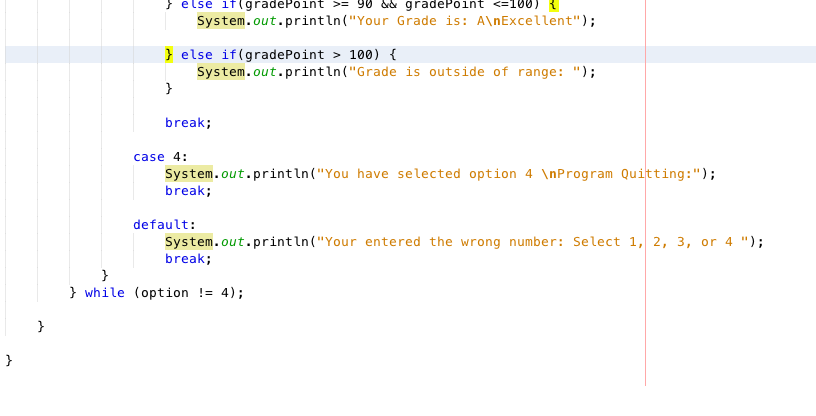 } else if(gradePoint >= 90 && gradePoint <=100) {
System.out.println("Your Grade is: A\nExcellent");
} else if(gradePoint > 100) {
System.out.println("Grade is outside of range: ");
}
break;
case 4:
System.out.println("You have selected option 4 \nProgram Quitting:");
break;
default:
System.out.println("Your entered the wrong number: Select 1, 2, 3, or 4 ");
break;
}
} while (option != 4);
}
}